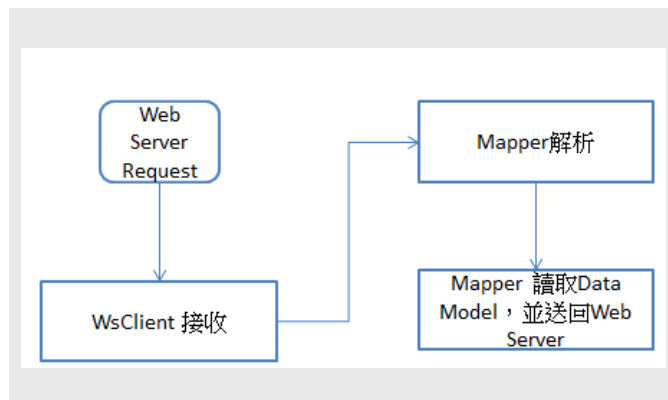 Web
Server
Request
WsClient 接收
Mapper解析
Mapper 讀取Data
Model，並送回Web
Server